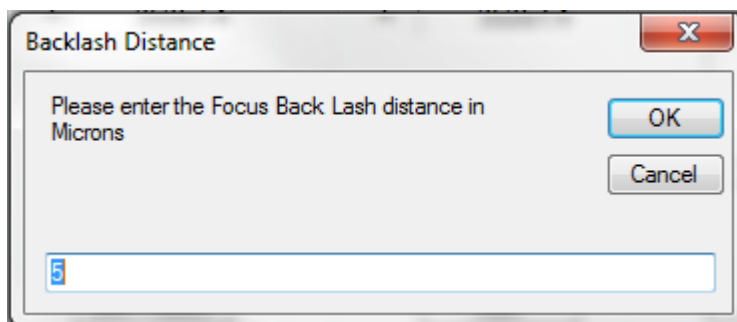 Backlash Distance
Please enter the Focus Back Lash distance in
Microns
OK
Cancel
5